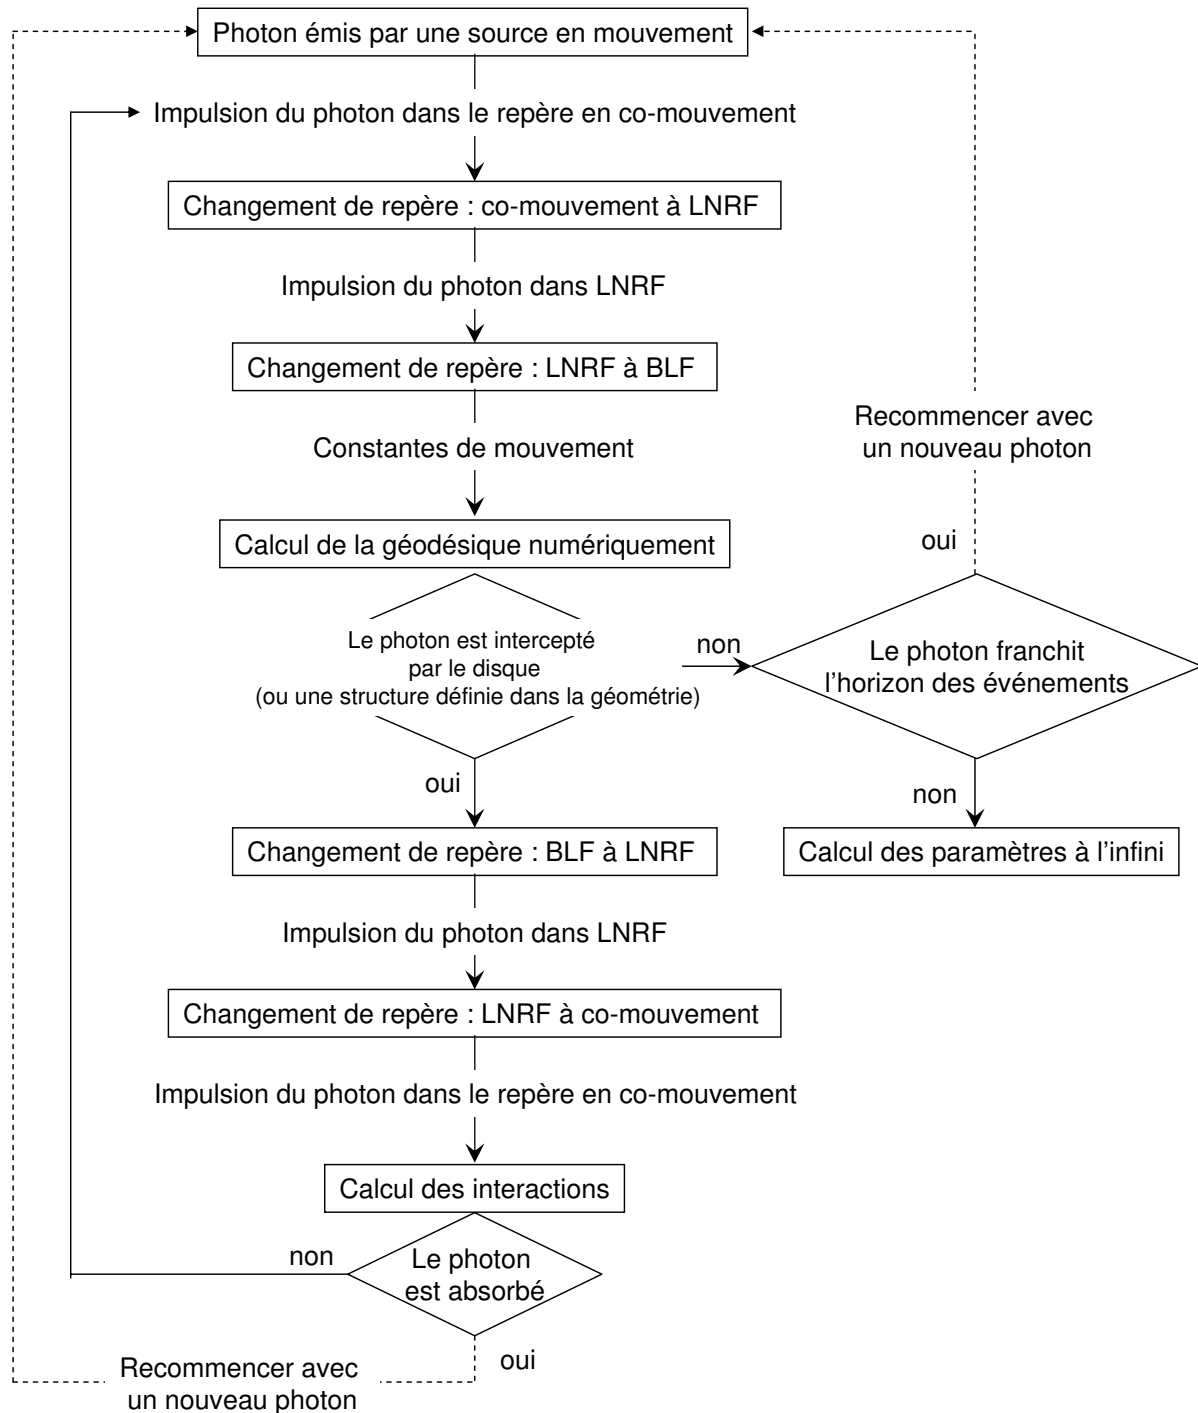 Photon émis par une source en mouvement
Impulsion du photon dans le repère en co-mouvement
Changement de repère : co-mouvement à LNRF
Impulsion du photon dans LNRF
Changement de repère : LNRF à BLF
Constantes de mouvement
Recommencer avec
un nouveau photon
Calcul de la géodésique numériquement
oui
Le photon est intercepté
par le disque
(ou une structure définie dans la géométrie)
non
Le photon franchit
l'horizon des événements
oui
non
Changement de repère : BLF à LNRF
Calcul des paramètres à l'infini
Impulsion du photon dans LNRF
Changement de repère : LNRF à co-mouvement
Impulsion du photon dans le repère en co-mouvement
Calcul des interactions
non
Le photon
est absorbé
oui
Recommencer avec
un nouveau photon